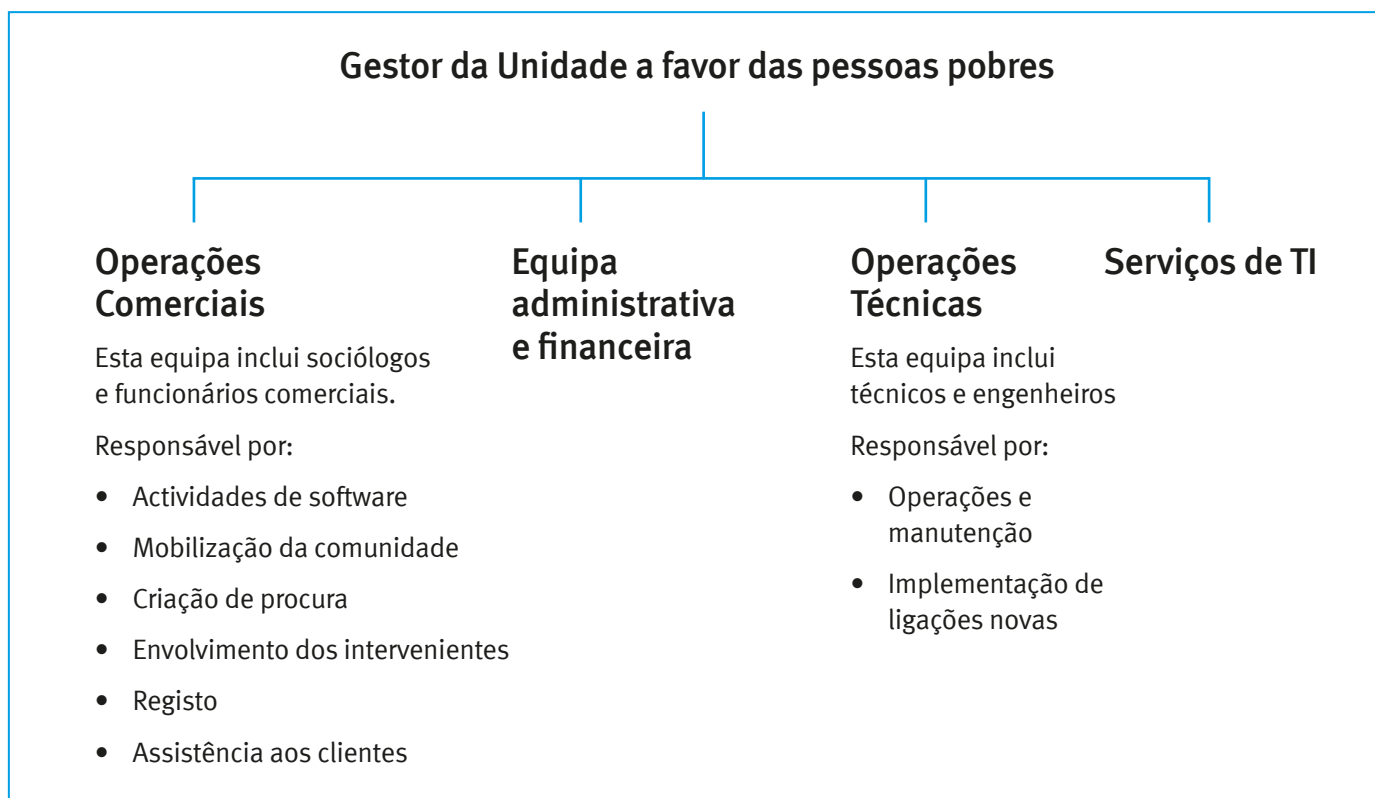 Gestor da Unidade a favor das pessoas pobres
Operações
Comerciais
Esta equipa inclui sociólogos
e funcionários comerciais.
Responsável por:
• Actividades de software
• Mobilização da comunidade
• Criação de procura
• Envolvimento dos intervenientes
• Registo
• Assistência aos clientes
Equipa
administrativa
e financeira
Operações
Técnicas
Esta equipa inclui
técnicos e engenheiros
Responsável por:
• Operações e
manutenção
• Implementação de
ligações novas
Serviços de TI